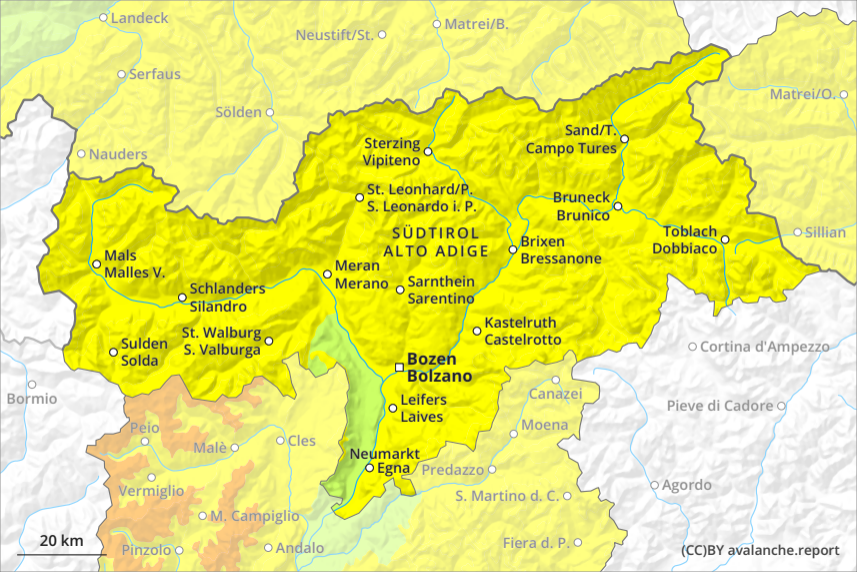 Landeck
Matrei/B.
Neustift/St.
Serfaus
Matrei/O.
Sölden
Sand/T.
Campo Tures
Sterzing
Vipiteno
Nauders
St. Leonhard/P.
S. Leonardo i. P.
Bruneck
Brunico
SÜDTIROL
ALTO ADIGE
Toblach
Dobbiaco
Sillian
Brixen
Bressanone
Mals
Malles V.
Meran
Merano
Sarnthein
Sarentino
Schlanders
Silandro
Kastelruth
Castelrotto
St. Walburg
S. Valburga
Sulden
Solda
Cortina d'Ampezzo
Bozen
Bolzano
Bormio
Canazei
Leifers
Laives
Pieve di Cadore
Peio
Moena
Malè
Cles
Neumarkt
Egna
Predazzo
Vermiglio
Agordo
S. Martino d. C.
M. Campiglio
20 km
Pinzolo
Andalo
Fiera d. P.
(CC)BY avalanche.report